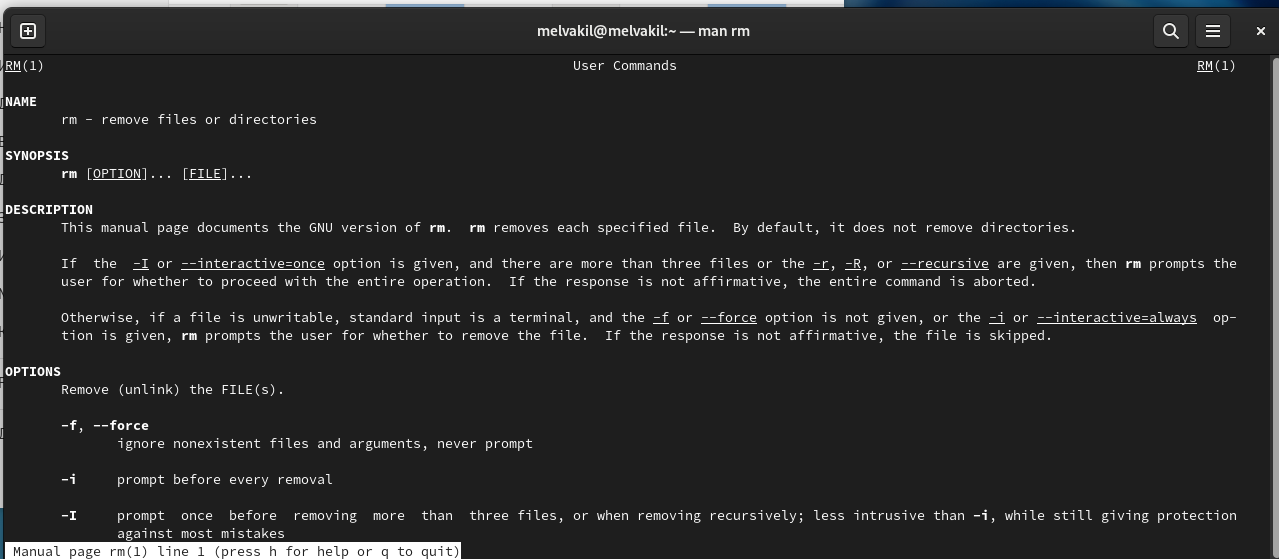 melvakil@melvakil:~ — man rm
RM(1) User Commands RM(1)
NAME
rm - remove files or directories
SYNOPSIS
rm [OPTION]... [FILE]...
DESCRIPTION
This manual page documents the GNU version of rm. rm removes each specified file. By default, it does not remove directories.
If the -I or --interactive=once option is given, and there are more than three files or the -r, -R, or --recursive are given, then rm prompts the
user for whether to proceed with the entire operation. If the response is not affirmative, the entire command is aborted.
Otherwise, if a file is unwritable, standard input is a terminal, and the -f or --force option is not given, or the -i or --interactive=always op-
tion is given, rm prompts the user for whether to remove the file. If the response is not affirmative, the file is skipped.
OPTIONS
Remove (unlink) the FILE(s).
-f, --force
ignore nonexistent files and arguments, never prompt
-i prompt before every removal
-I prompt once before removing more than three files, or when removing recursively; less intrusive than -i, while still giving protection
against most mistakes
Manual page rm(1) line 1 (press h for help or q to quit)